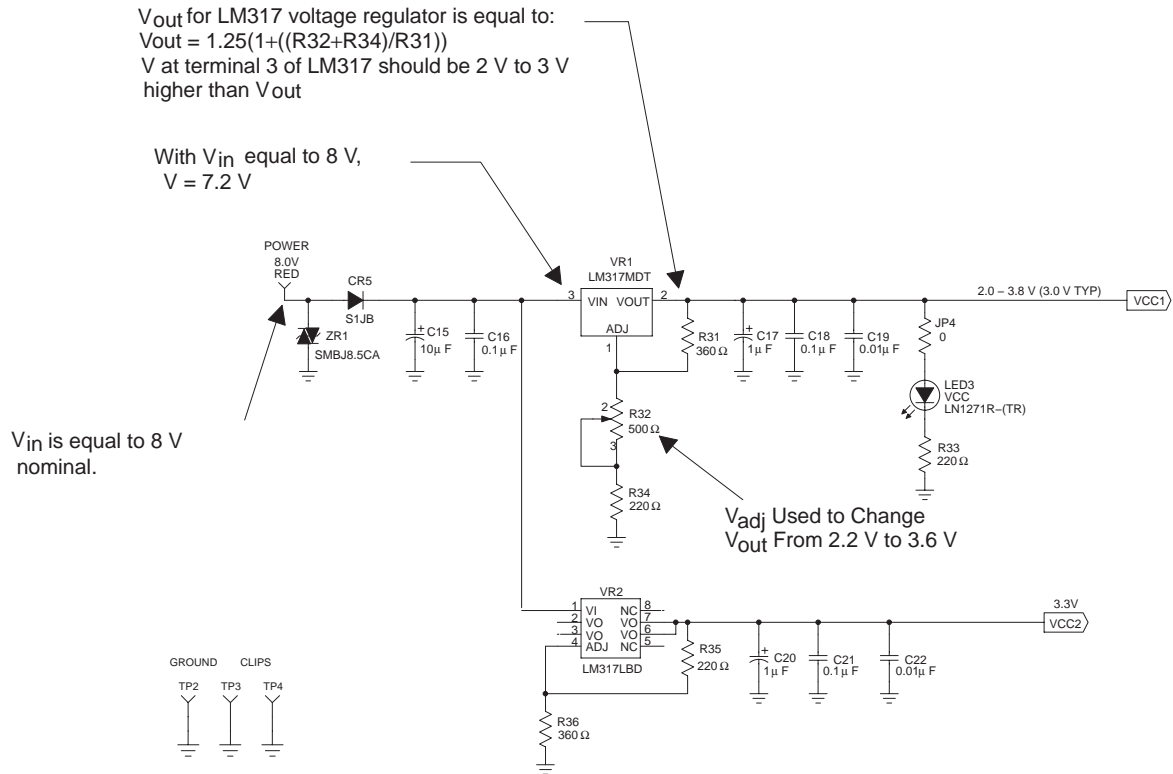 Vout for LM317 voltage regulator is equal to:
Vout = 1.25(1+((R32+R34)/R31))
V at terminal 3 of LM317 should be 2 V to 3 V
higher than Vout
With Vin equal to 8 V,
V = 7.2 V
POWER
8.0V
RED
CR5
S1JB
ZR1
SMBJ8.5CA
+
C15
10µ F
C16
0.1µ F
VR1
LM317MDT
3 VIN VOUT 2
ADJ
1
R31
360Ω
+
C17
1µ F
C18
0.1µ F
C19
0.01µ F
2.0 – 3.8 V (3.0 V TYP)
VCC1
JP4
0
LED3
VCC
LN1271R–(TR)
R33
220Ω
2
R32
500Ω
3
R34
220Ω
Vin is equal to 8 V
nominal.
Vadj Used to Change
Vout From 2.2 V to 3.6 V
VR2
1 VI NC 8
2 VO VO 7
3 VO VO 6
4 ADJ NC 5
LM317LBD
R35
220Ω
+
C20
1µ F
C21
0.1µ F
C22
0.01µ F
3.3V
VCC2
R36
360Ω
GROUND CLIPS
TP2 TP3 TP4